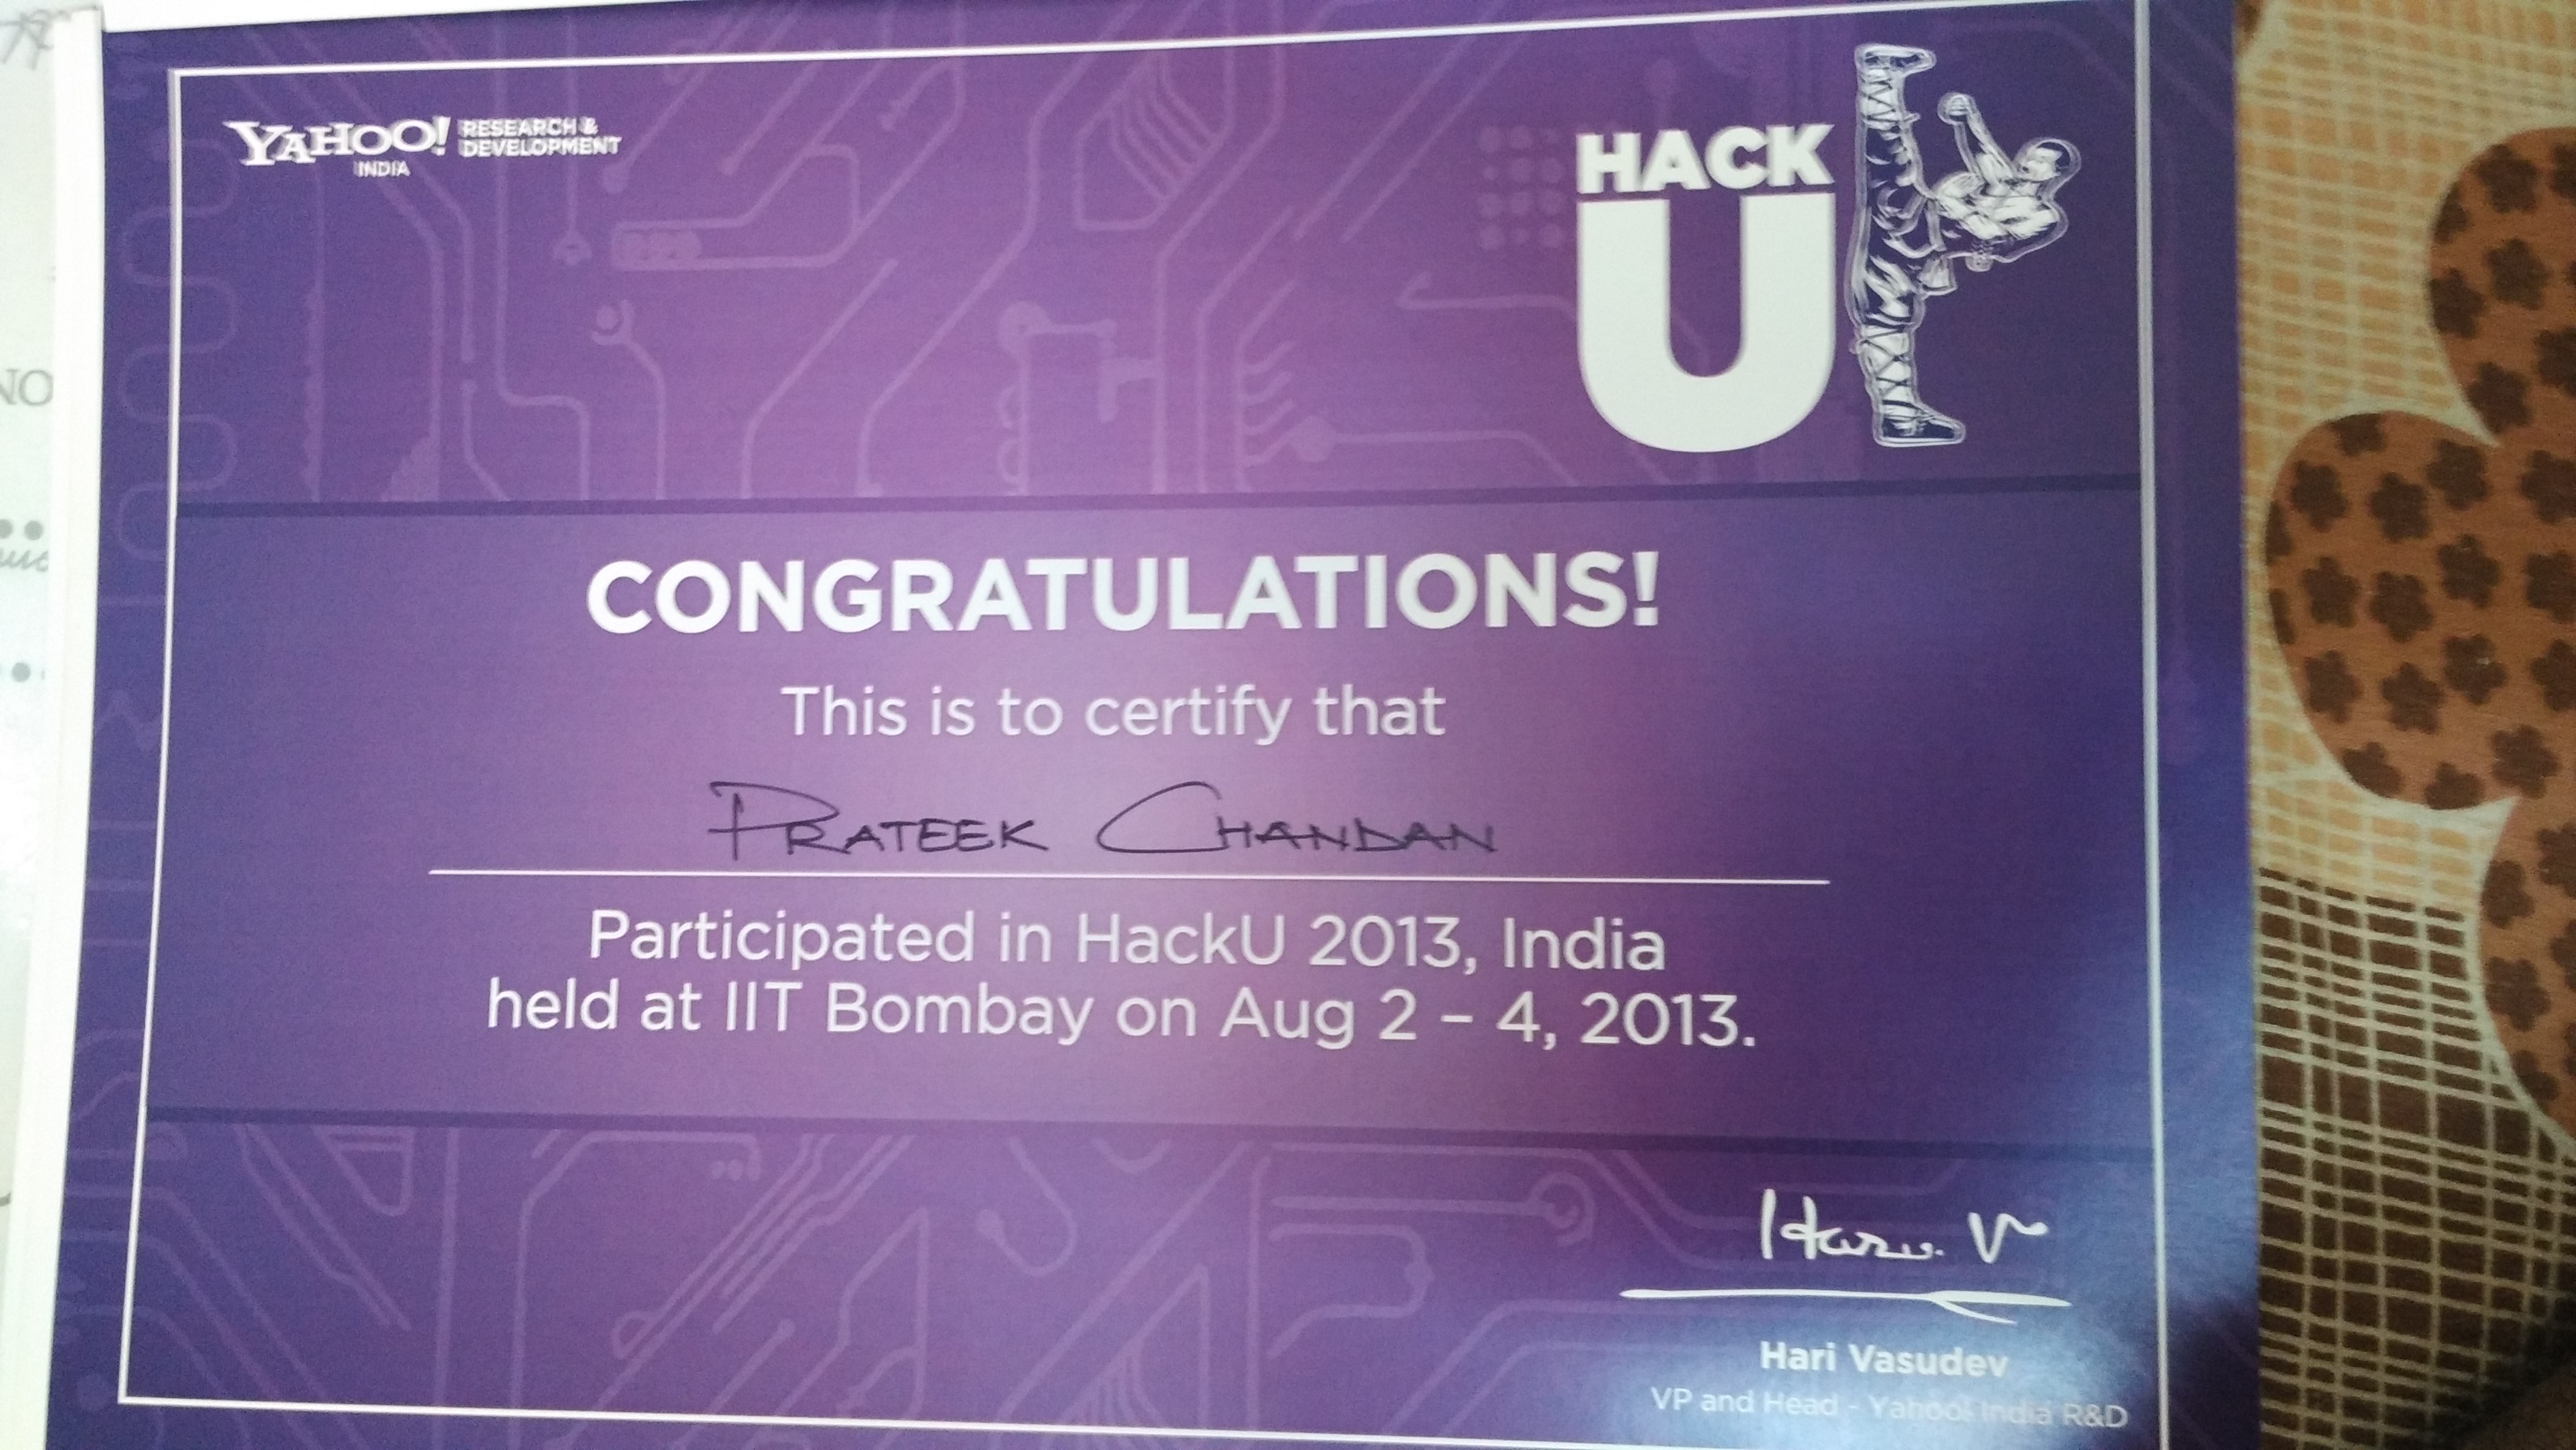 YAHOO! RESEARCH &
INDIA DEVELOPMENT
HACK
U
CONGRATULATIONS!
This is to certify that
PRATEEK CHANDAN
Participated in HackU 2013, India
held at IIT Bombay on Aug 2 – 4, 2013.
Hari V
Hari Vasudev
VP and Head - Yahoo! India R&D
NO